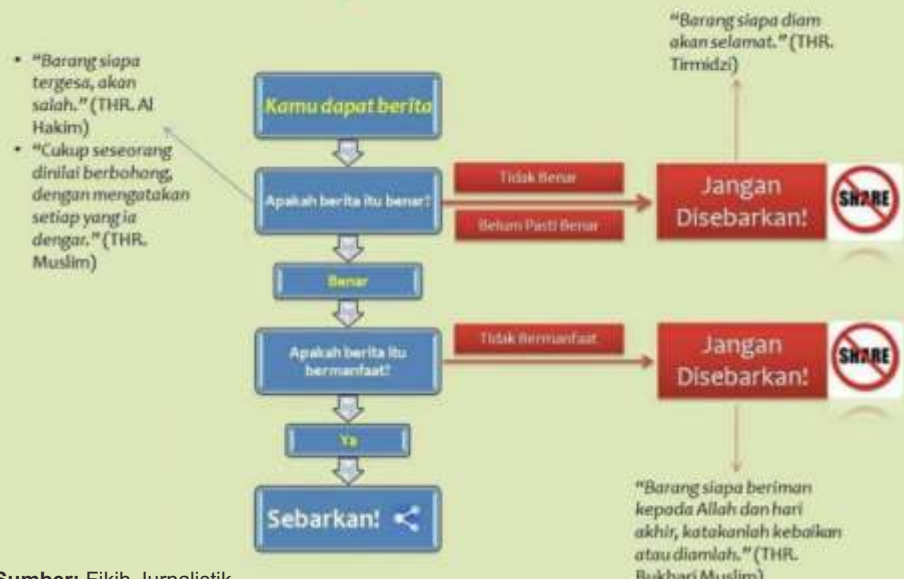 • "Barang siapa
tergesa, akan
salah." (THR. Al
Hakim)
• "Cukup seseorang
dinilai berbohong,
dengan mengatakan
setiap yang ia
dengar." (THR.
Muslim)
"Barang siapa diam
akan selamat." (THR.
Tirmidzi)
Kamu dapat berita
Apakah berita itu benar?
Tidak Benar
Belum Pasti Benar
Jangan
Disebarkan!
SHARE
Benar
Apakah berita itu
bermanfaat?
Tidak Bermanfaat
Jangan
Disebarkan!
SHARE
Ya
Sebarkan!
"Barang siapa beriman
kepada Allah dan hari
akhir, katakanlah kebaikan
atau diamlah." (THR.
Bukhari Muslim)
Sumber: Fikih Jurnalistik